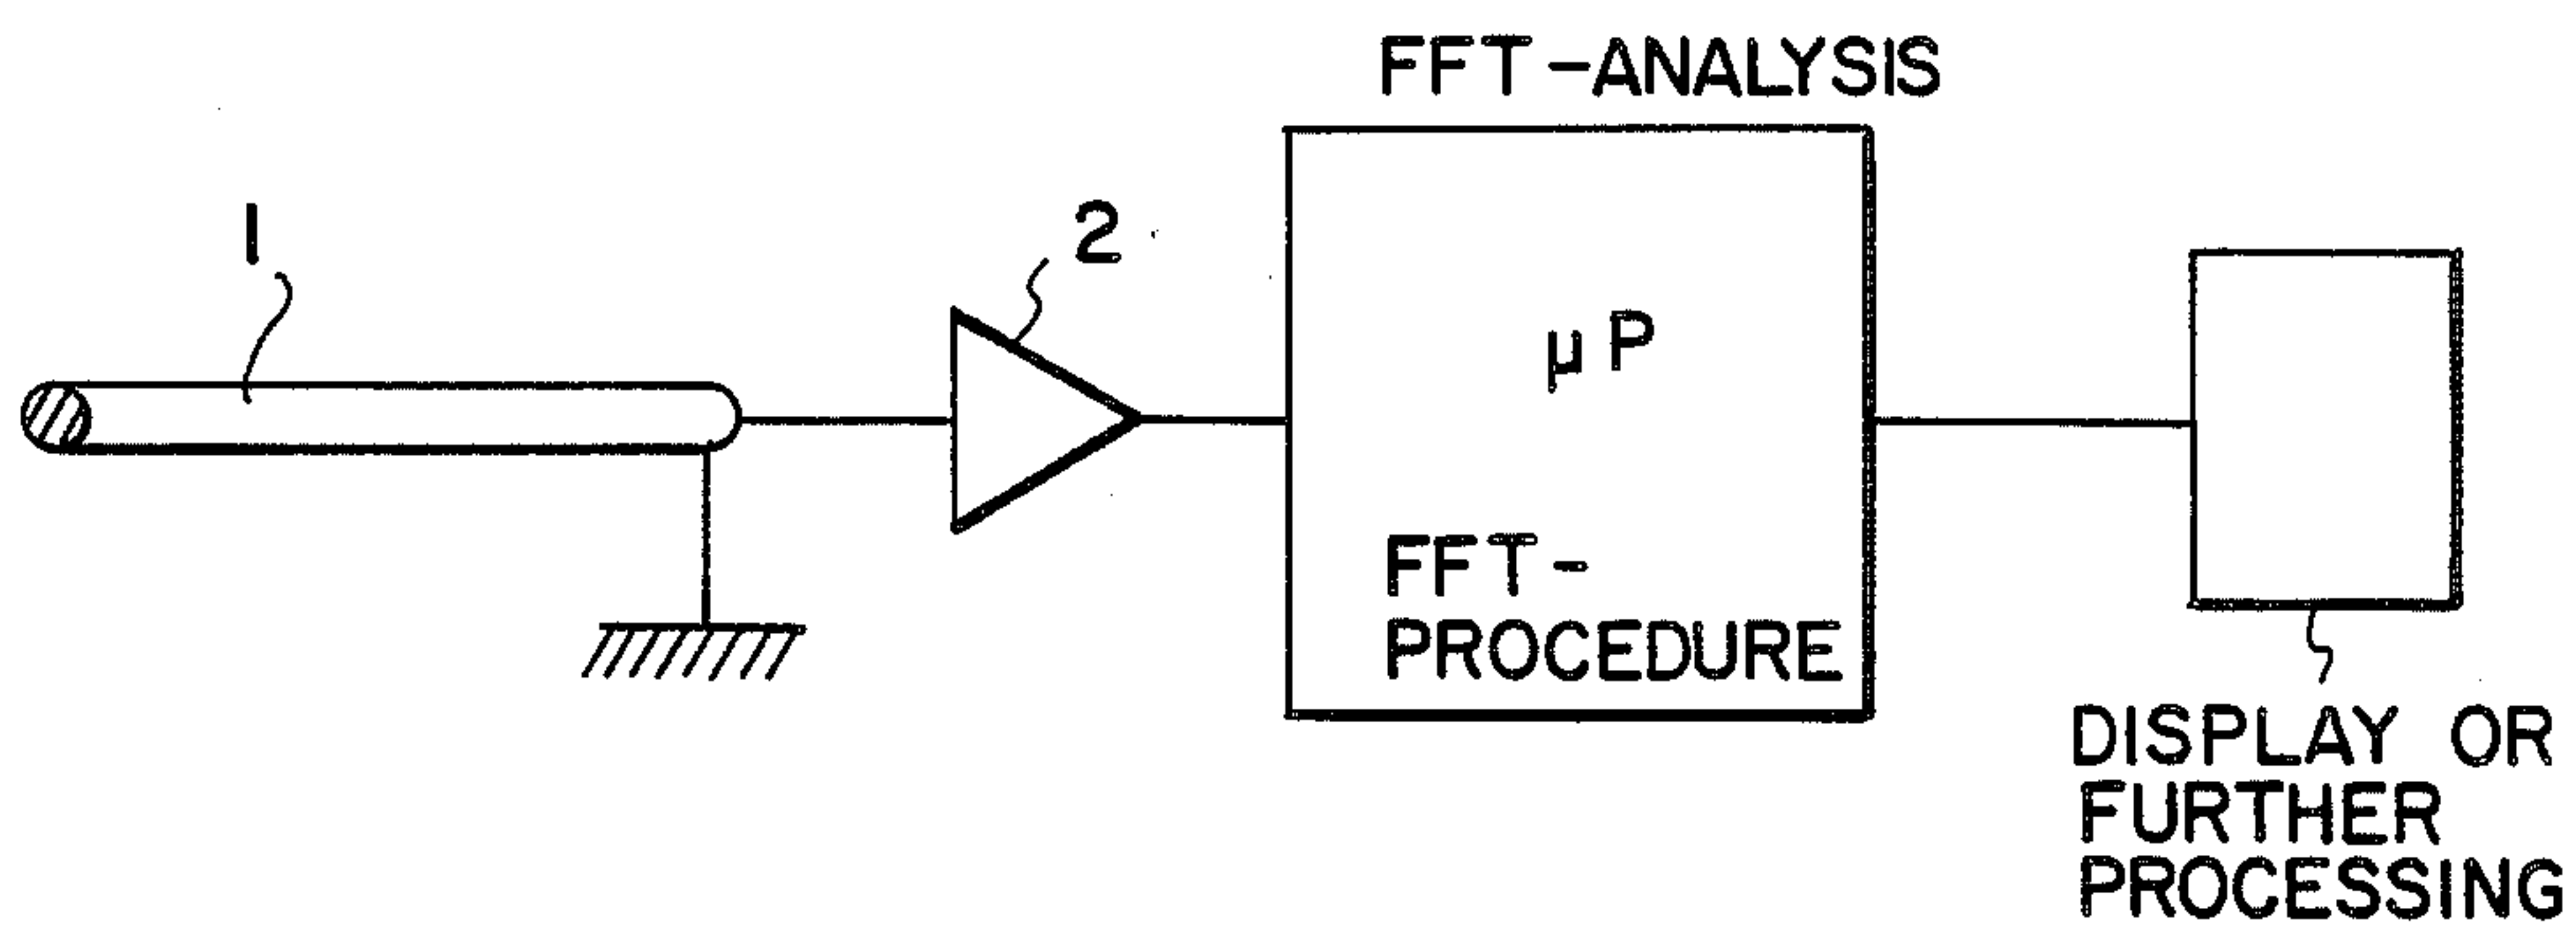 FFT-ANALYSIS
1
2
µP
FFT-
PROCEDURE
DISPLAY OR
FURTHER
PROCESSING